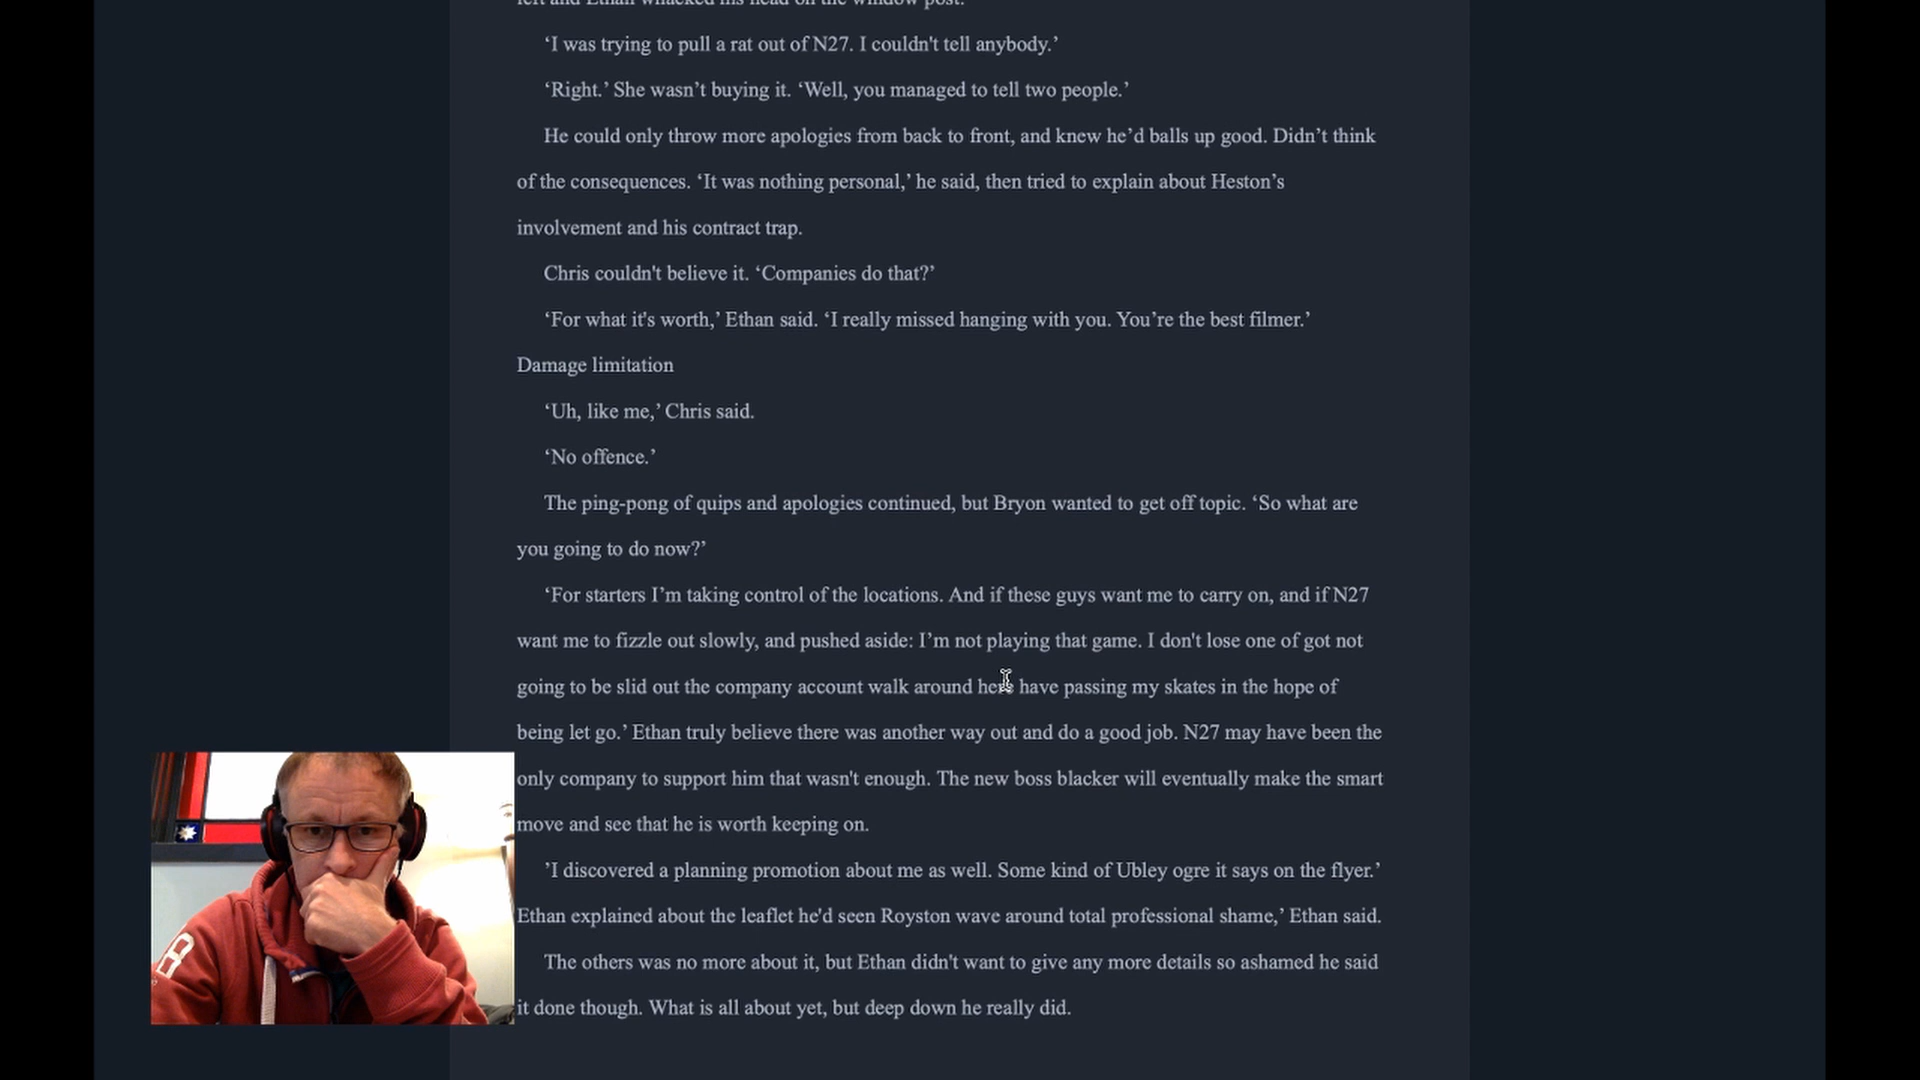 left and Ethan whacked his head on the window post.
‘I was trying to pull a rat out of N27. I couldn't tell anybody.’
‘Right.’ She wasn’t buying it. ‘Well, you managed to tell two people.’
He could only throw more apologies from back to front, and knew he’d balls up good. Didn’t think
of the consequences. ‘It was nothing personal,’ he said, then tried to explain about Heston’s
involvement and his contract trap.
Chris couldn't believe it. ‘Companies do that?’
‘For what it's worth,’ Ethan said. ‘I really missed hanging with you. You’re the best filmer.’
Damage limitation
‘Uh, like me,’ Chris said.
‘No offence.’
The ping-pong of quips and apologies continued, but Bryon wanted to get off topic. ‘So what are
you going to do now?’
‘For starters I’m taking control of the locations. And if these guys want me to carry on, and if N27
want me to fizzle out slowly, and pushed aside: I’m not playing that game. I don't lose one of got not
going to be slid out the company account walk around here have passing my skates in the hope of
being let go.’ Ethan truly believe there was another way out and do a good job. N27 may have been the
only company to support him that wasn't enough. The new boss blacker will eventually make the smart
move and see that he is worth keeping on.
’I discovered a planning promotion about me as well. Some kind of Ubley ogre it says on the flyer.’
Ethan explained about the leaflet he'd seen Royston wave around total professional shame,’ Ethan said.
The others was no more about it, but Ethan didn't want to give any more details so ashamed he said
it done though. What is all about yet, but deep down he really did.